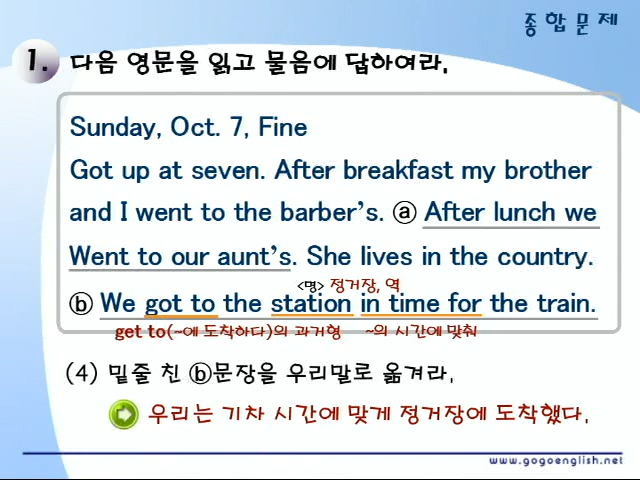 종합문제
1. 다음 영문을 읽고 물음에 답하여라.
Sunday, Oct. 7, Fine
Got up at seven. After breakfast my brother
and I went to the barber's. ⓐ After lunch we
Went to our aunt's. She lives in the country.
<명> 정거장, 역
ⓑ We got to the station in time for the train.
get to(~에 도착하다)의 과거형 ~의 시간에 맞춰
(4) 밑줄 친 ⓑ문장을 우리말로 옮겨라.
우리는 기차 시간에 맞게 정거장에 도착했다.
www.gogoenglish.net